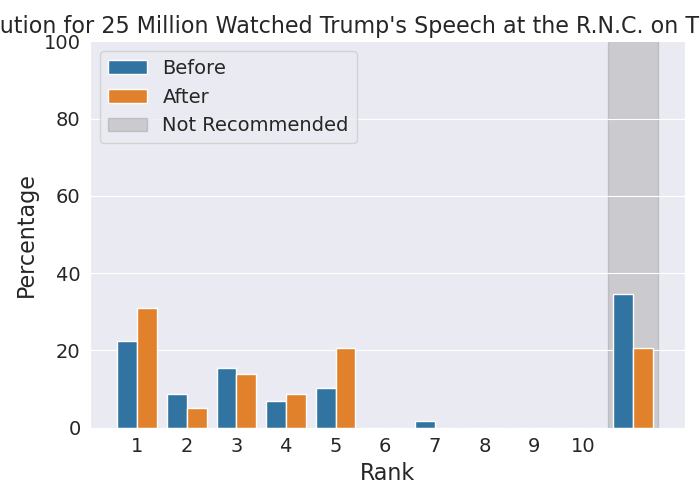 ution for 25 Million Watched Trump's Speech at the R.N.C. on T
100
80
60
40
20
0
Percentage
Before
After
Not Recommended
1 2 3 4 5 6 7 8 9 10
Rank